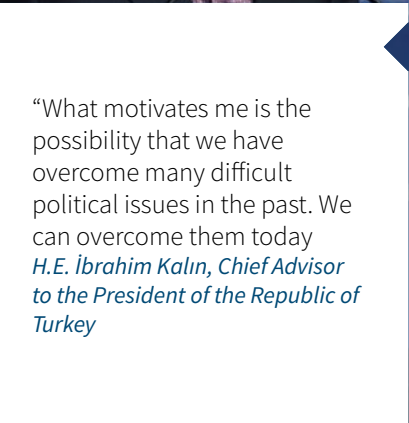 “What motivates me is the
possibility that we have
overcome many difficult
political issues in the past. We
can overcome them today
H.E. İbrahim Kalın, Chief Advisor
to the President of the Republic of
Turkey